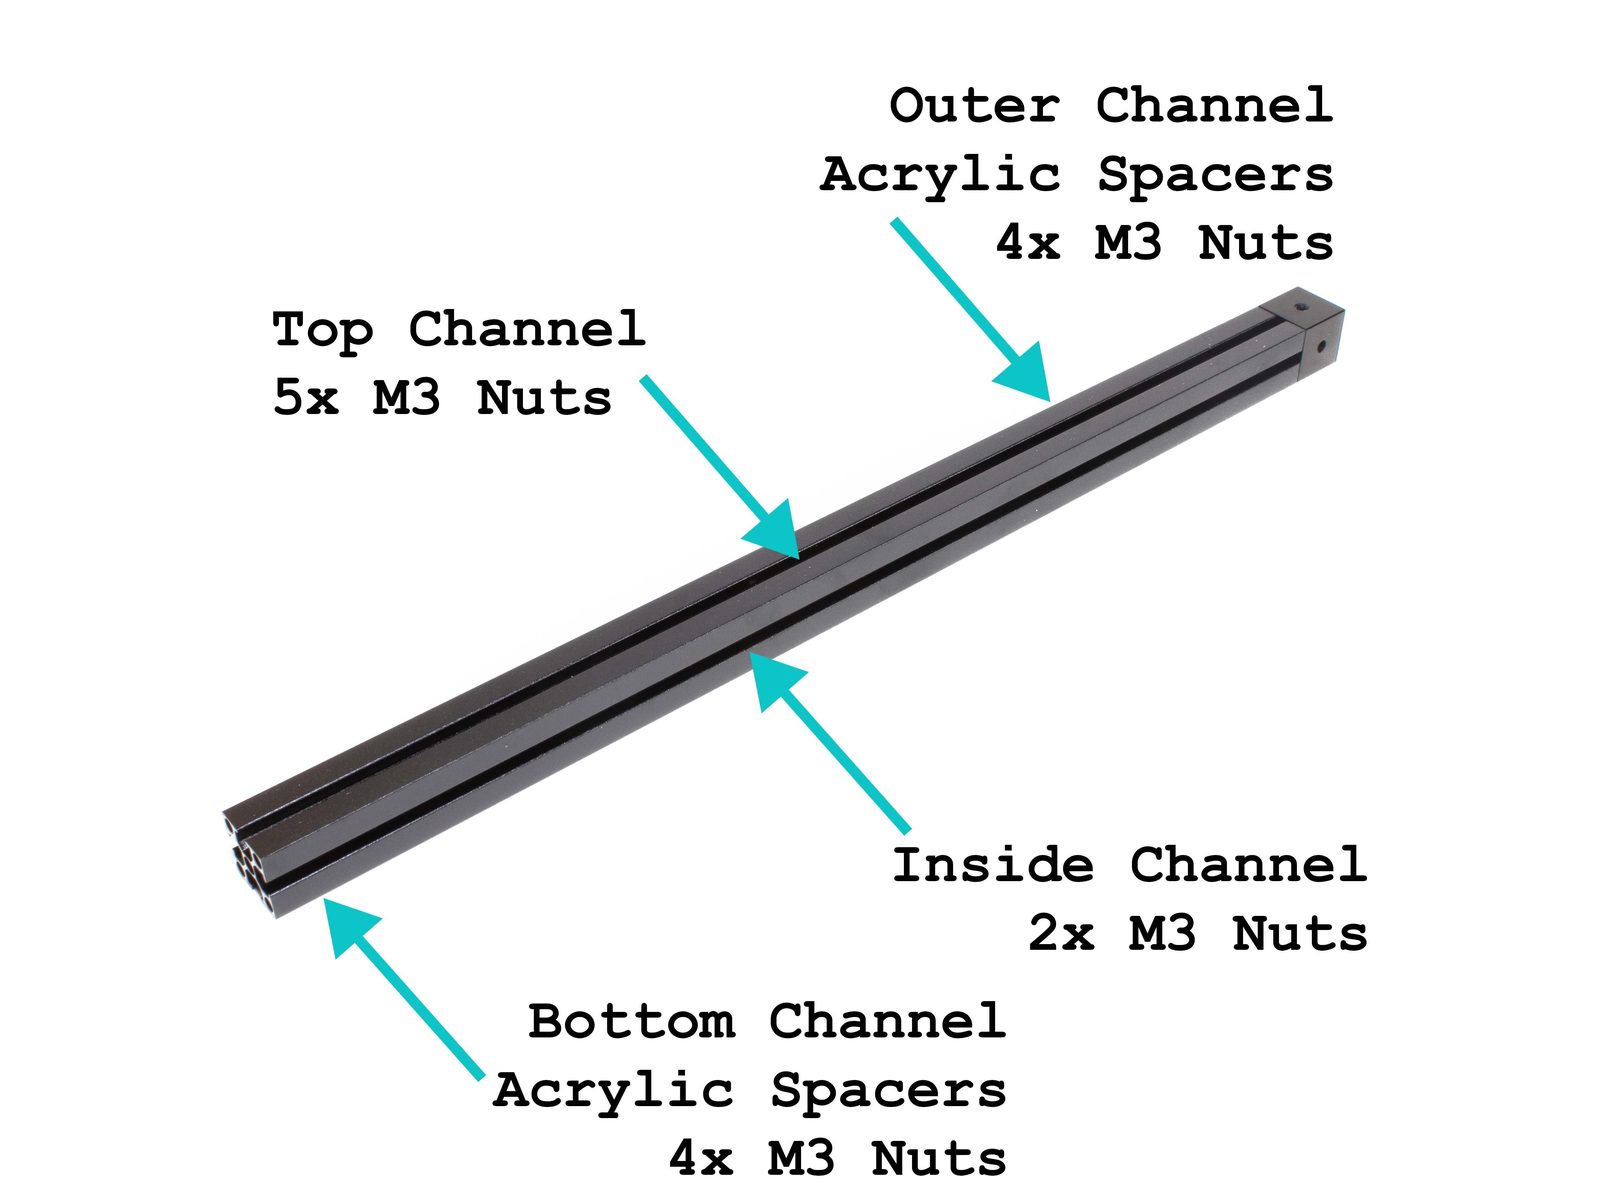 Outer Channel
Acrylic Spacers
4x M3 Nuts
Top Channel
5x M3 Nuts
Inside Channel
2x M3 Nuts
Bottom Channel
Acrylic Spacers
4x M3 Nuts